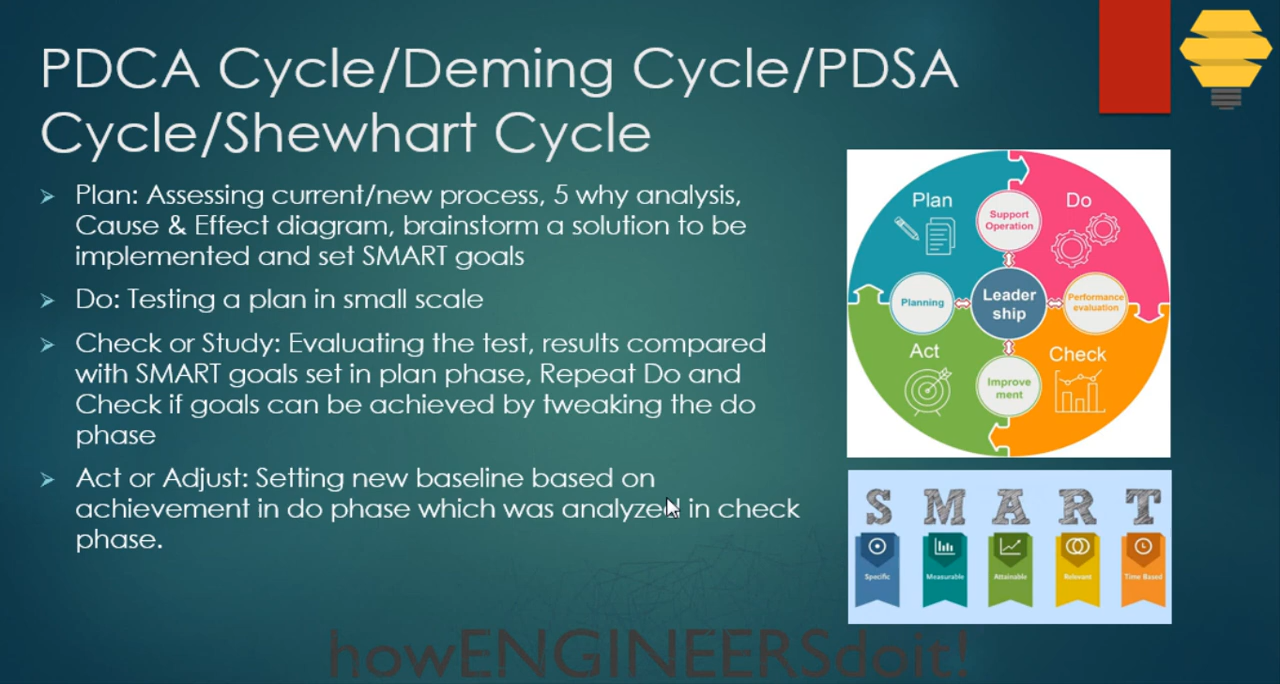 PDCA Cycle/Deming Cycle/PDSA
Cycle/Shewhart Cycle
Plan: Assessing current/new process, 5 why analysis,
Cause & Effect diagram, brainstorm a solution to be
implemented and set SMART goals
Do: Testing a plan in small scale
Check or Study: Evaluating the test, results compared
with SMART goals set in plan phase, Repeat Do and
Check if goals can be achieved by tweaking the do
phase
Act or Adjust: Setting new baseline based on
achievement in do phase which was analyzed in check
phase.
Plan
Do
Support
Operation
Planning
Leader
ship
Performance
evaluation
Act
Check
Improve
ment
S M A R T
Specific
Measurable
Attainable
Relevant
Time Based
howENGINEERSdoit!